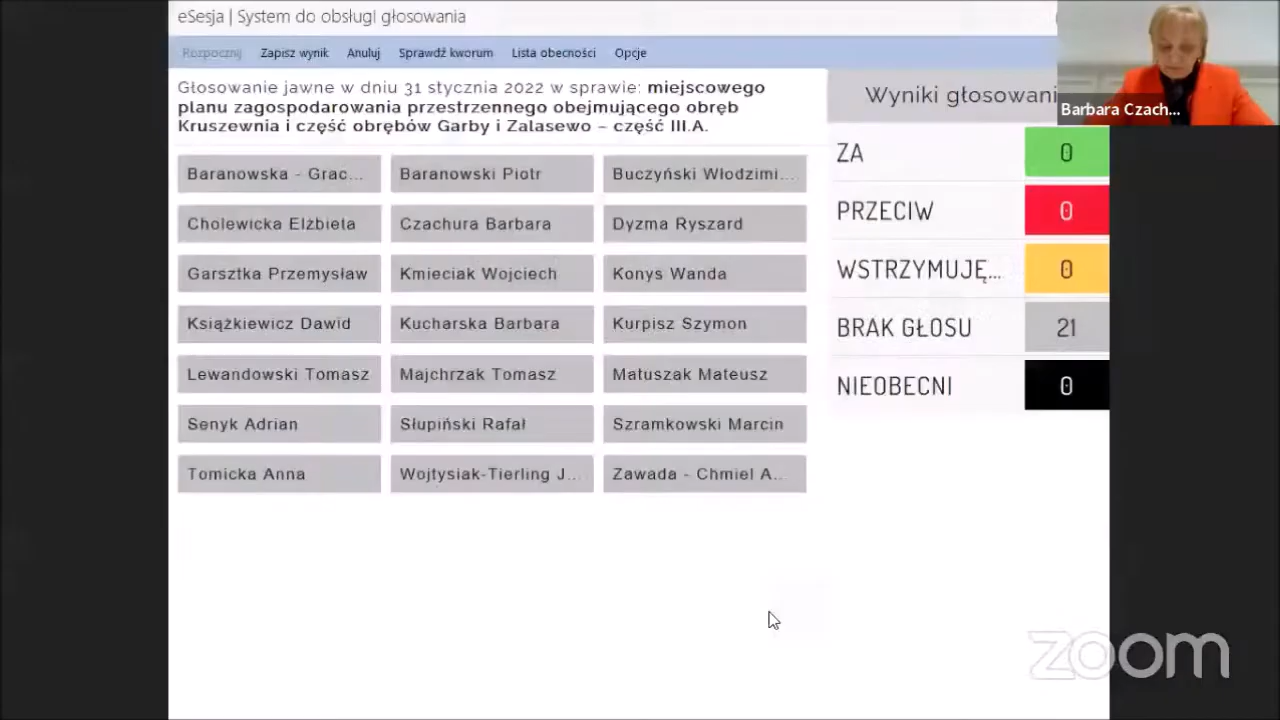 eSesja | System do obsługi głosowania
Rozpocznij Zapisz wynik Anuluj Sprawdź kworum Lista obecności Opcje
Głosowanie jawne w dniu 31 stycznia 2022 w sprawie: miejscowego
planu zagospodarowania przestrzennego obejmującego obręb
Kruszewnia i część obrębów Garby i Zalasewo – część III.A.
Wyniki głosowani
Barbara Czach...
Baranowska - Grac... Baranowski Piotr Buczyński Włodzimi...
Cholewicka Elżbieta Czachura Barbara Dyzma Ryszard
Garsztka Przemysław Kmieciak Wojciech Konys Wanda
Książkiewicz Dawid Kucharska Barbara Kurpisz Szymon
Lewandowski Tomasz Majchrzak Tomasz Matuszak Mateusz
Senyk Adrian Słupiński Rafał Szramkowski Marcin
Tomicka Anna Wojtysiak-Tierling J... Zawada - Chmiel A...
ZA 0
PRZECIW 0
WSTRZYMUJĘ... 0
BRAK GŁOSU 21
NIEOBECNI 0
zoom